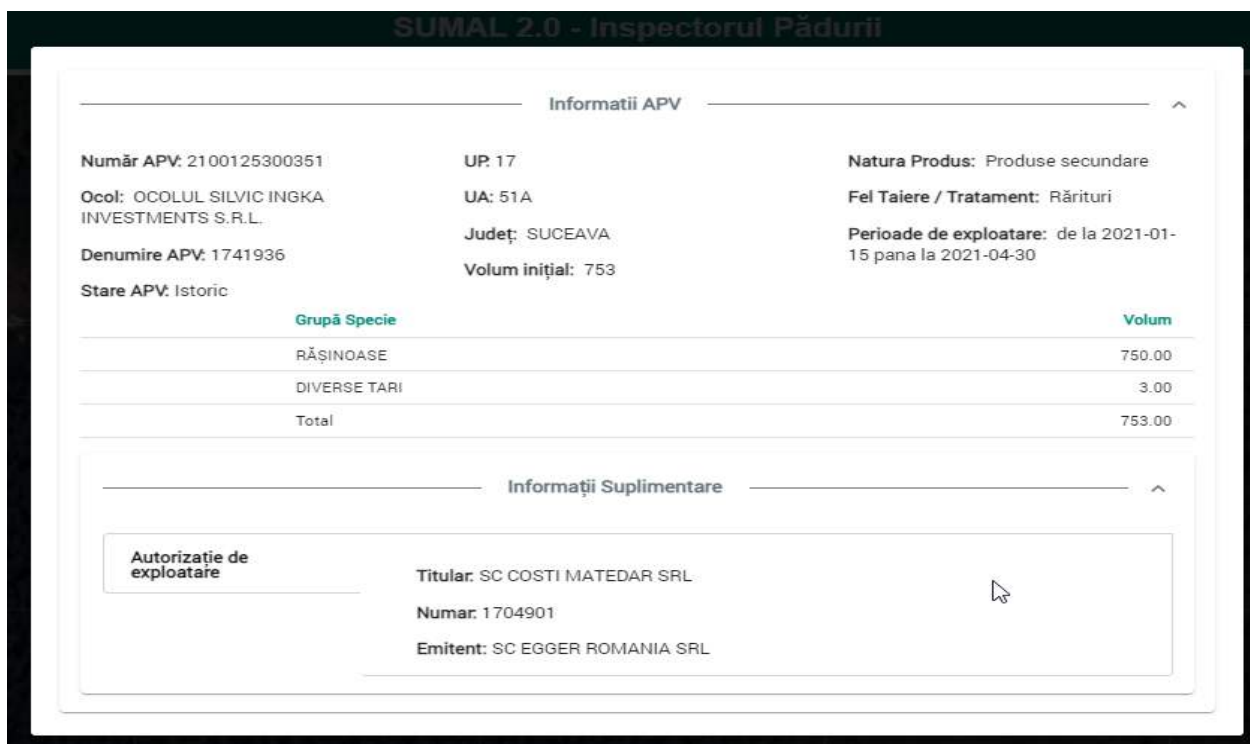 SUMAL 2.0 - Inspectorul Pădurii
Informatii APV
Număr APV: 2100125300351
Ocol: OCOLUL SILVIC INGKA
INVESTMENTS S.R.L.
Denumire APV: 1741936
Stare APV: Istoric
UP: 17
UA: 51A
Județ: SUCEAVA
Volum inițial: 753
Natura Produs: Produse secundare
Fel Taiere / Tratament: Rărituri
Perioade de exploatare: de la 2021-01-
15 pana la 2021-04-30
Grupă Specie Volum
RĂȘINOASE 750.00
DIVERSE TARI 3.00
Total 753.00
Informații Suplimentare
Autorizație de
exploatare
Titular: SC COSTI MATEDAR SRL
Numar: 1704901
Emitent: SC EGGER ROMANIA SRL